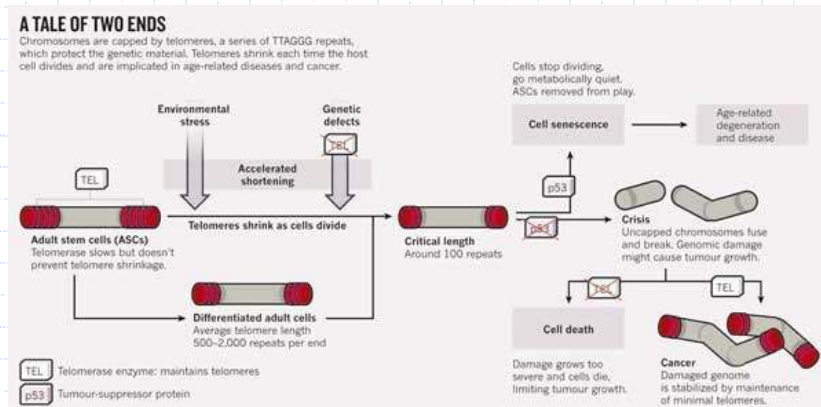 A TALE OF TWO ENDS
Chromosomes are capped by telomeres, a series of TTAGGG repeats,
which protect the genetic material. Telomeres shrink each time the host
cell divides and are implicated in age-related diseases and cancer.
Environmental
stress
Genetic
defects
TEL
Accelerated
shortening
TEL
Telomeres shrink as cells divide
Adult stem cells (ASCs)
Telomerase slows but doesn't
prevent telomere shrinkage.
Differentiated adult cells
Average telomere length
500–2,000 repeats per end
Critical length
Around 100 repeats
Cells stop dividing,
go metabolically quiet.
ASCs removed from play.
Cell senescence
Age-related
degeneration
and disease
p53
p53
Crisis
Uncapped chromosomes fuse
and break. Genomic damage
might cause tumour growth.
TEL
TEL
Cell death
Damage grows too
severe and cells die,
limiting tumour growth.
Cancer
Damaged genome
is stabilized by maintenance
of minimal telomeres.
TEL Telomerase enzyme: maintains telomeres
p53 Tumour-suppressor protein